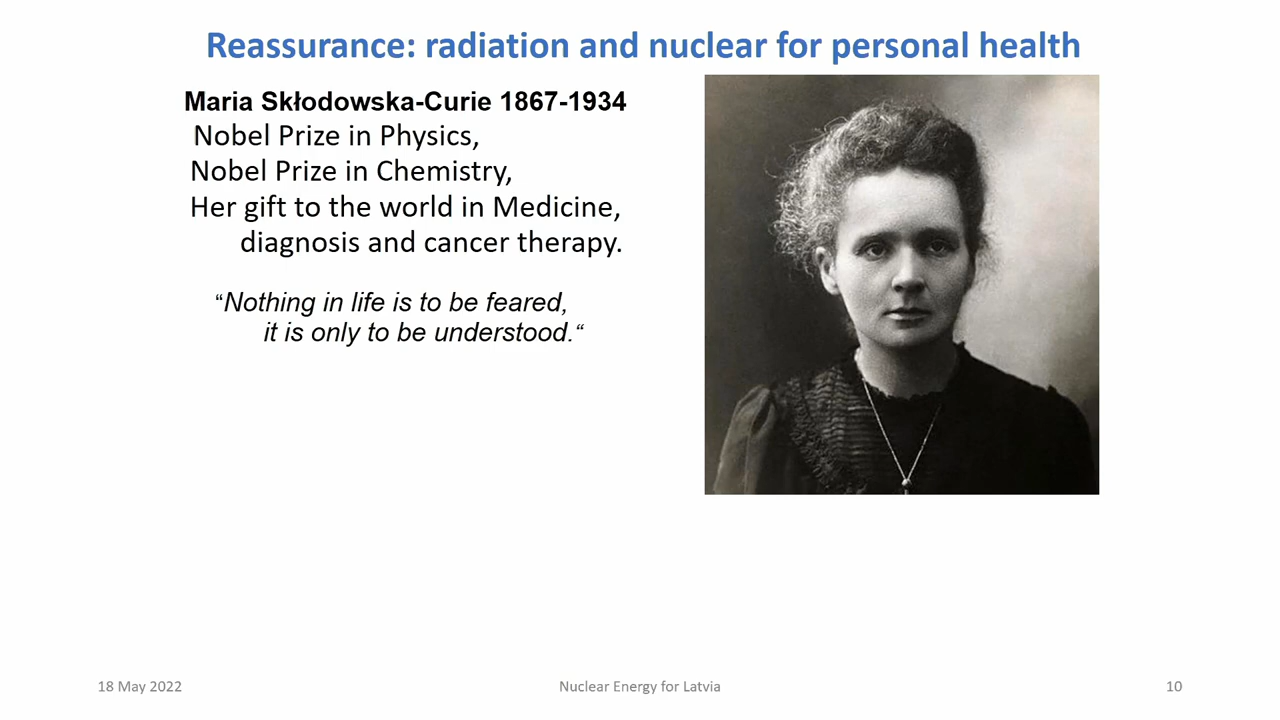 Reassurance: radiation and nuclear for personal health
Maria Skłodowska-Curie 1867-1934
Nobel Prize in Physics,
Nobel Prize in Chemistry,
Her gift to the world in Medicine,
diagnosis and cancer therapy.
“Nothing in life is to be feared,
it is only to be understood.“
18 May 2022
Nuclear Energy for Latvia
10